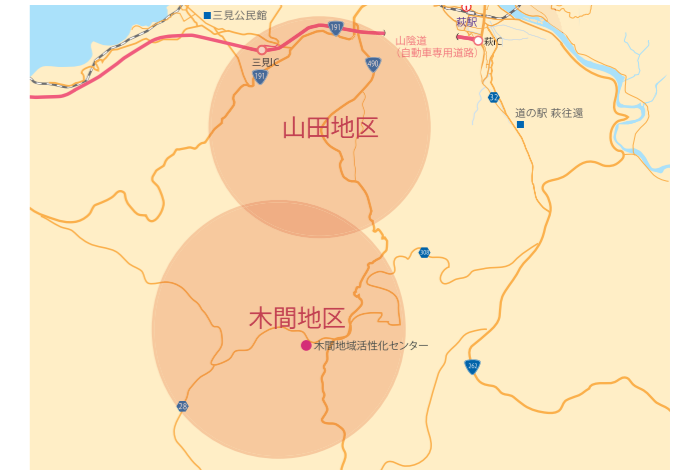 三見公民館
萩駅
191
山陰道
(自動車専用道路)
萩IC
三見IC
191
490
32
道の駅 萩往還
山田地区
309
木間地区
木間地域活性化センター
262
28